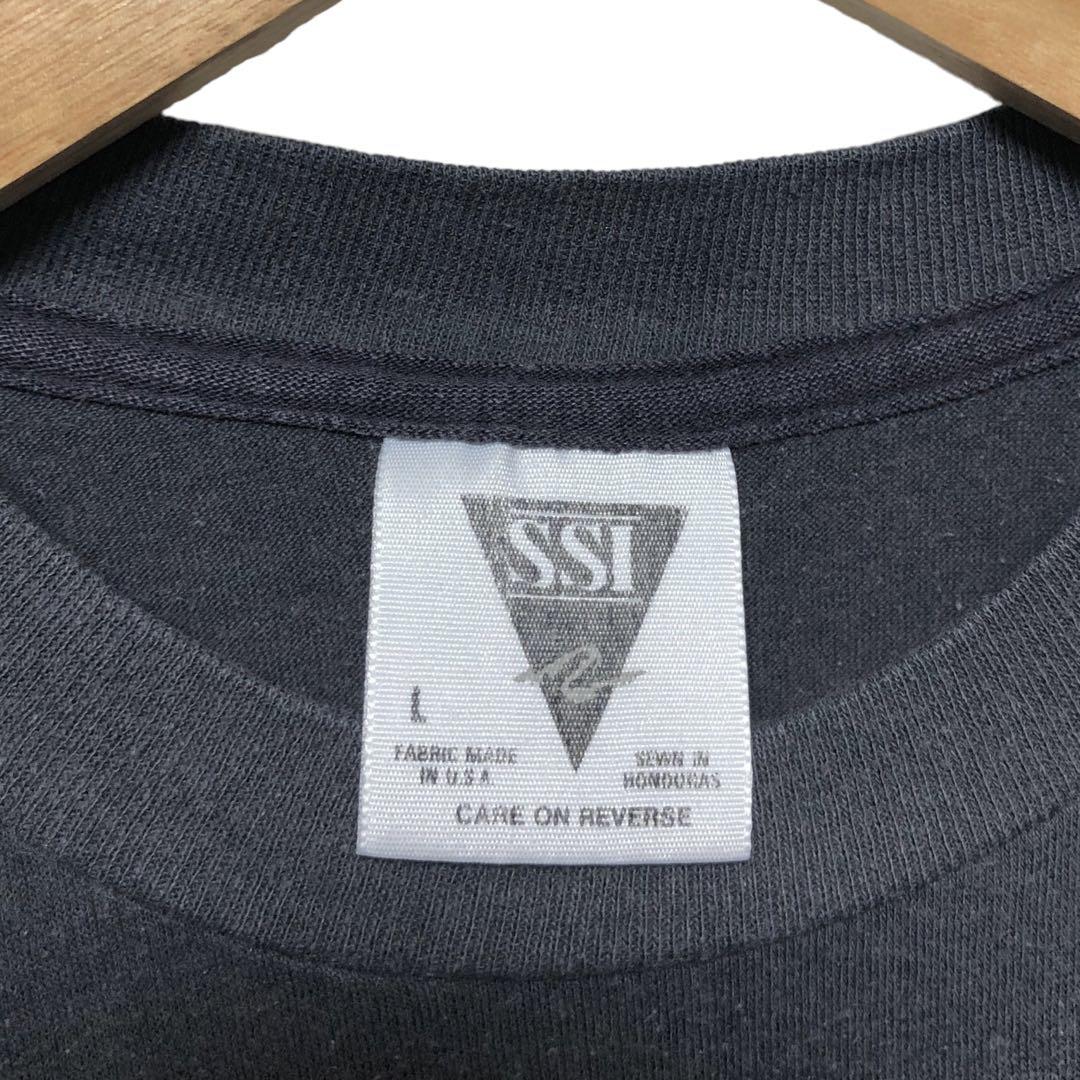 SSI
R
L
FABRIC MADE
IN U.S.A
SEWN IN
HONDURAS
CARE ON REVERSE